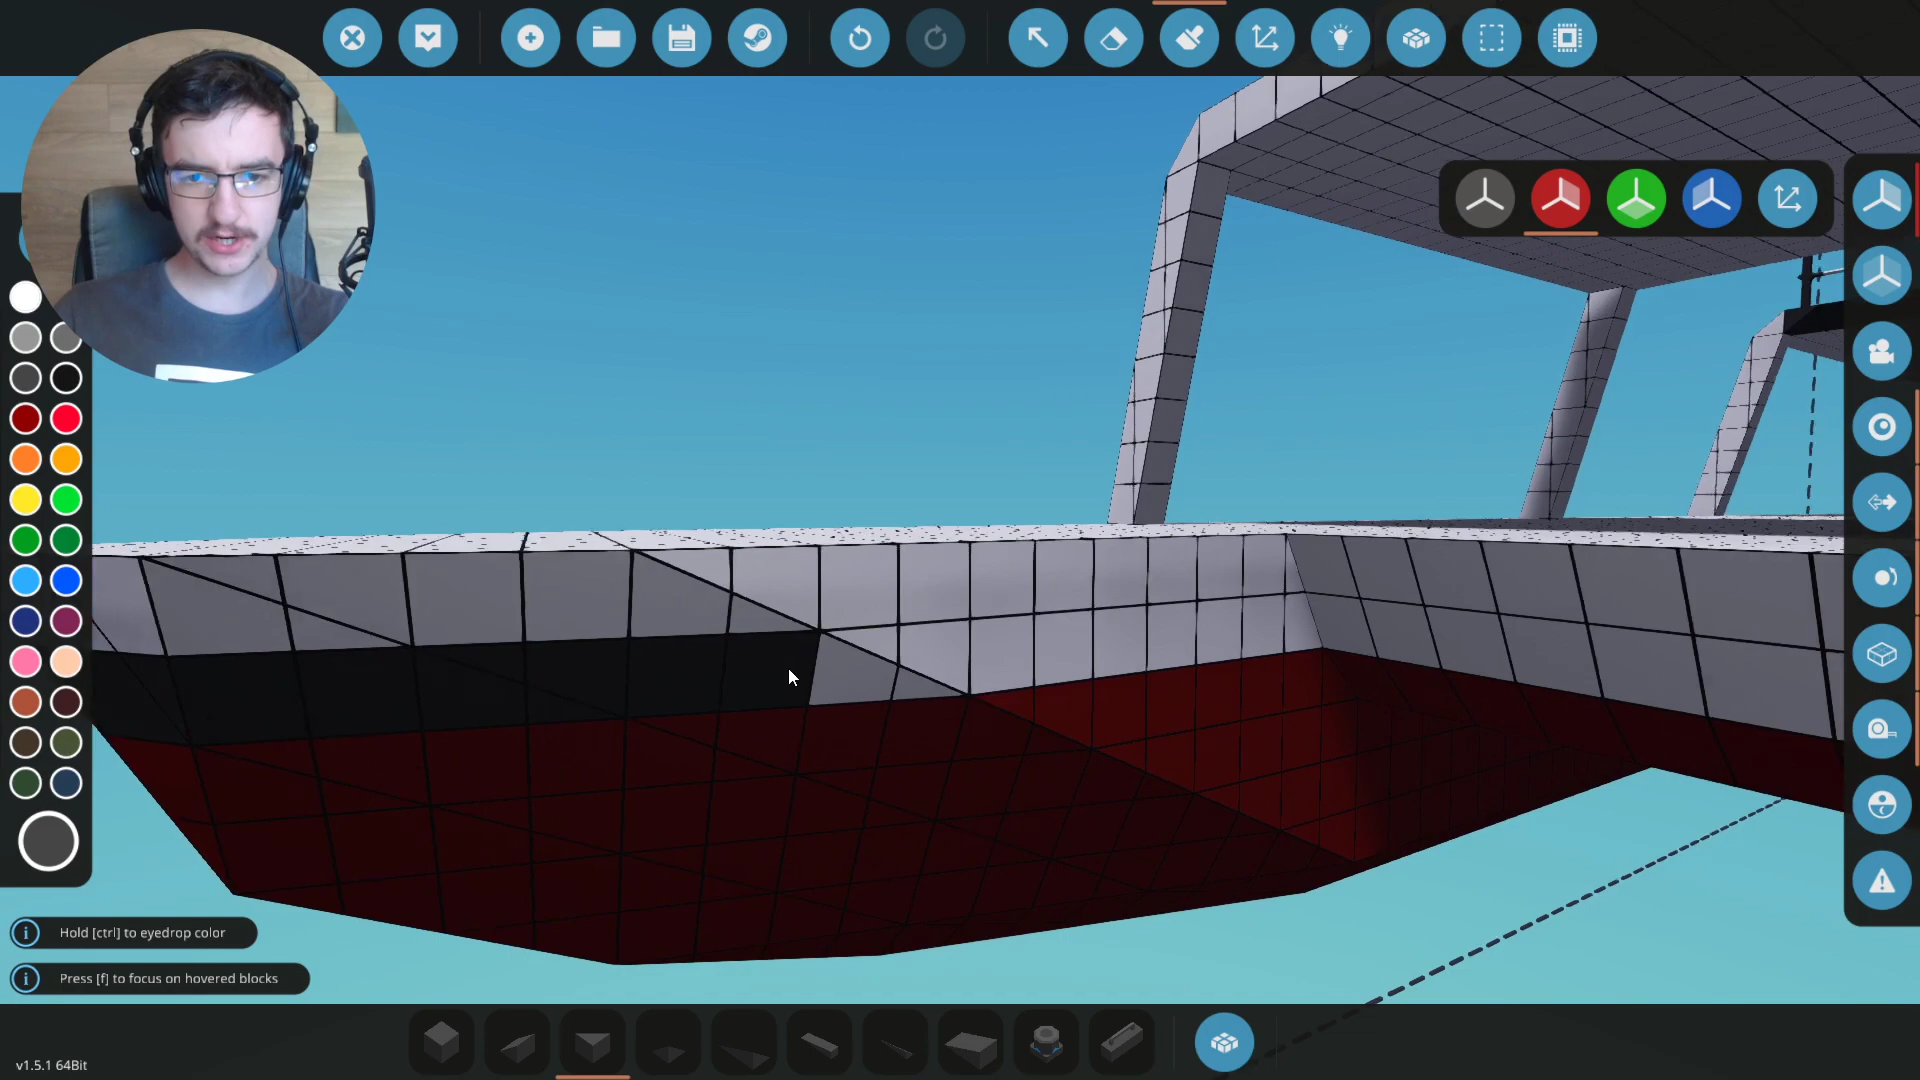 Hold [ctrl] to eyedrop color
Press [f] to focus on hovered blocks
v1.5.1 64Bit